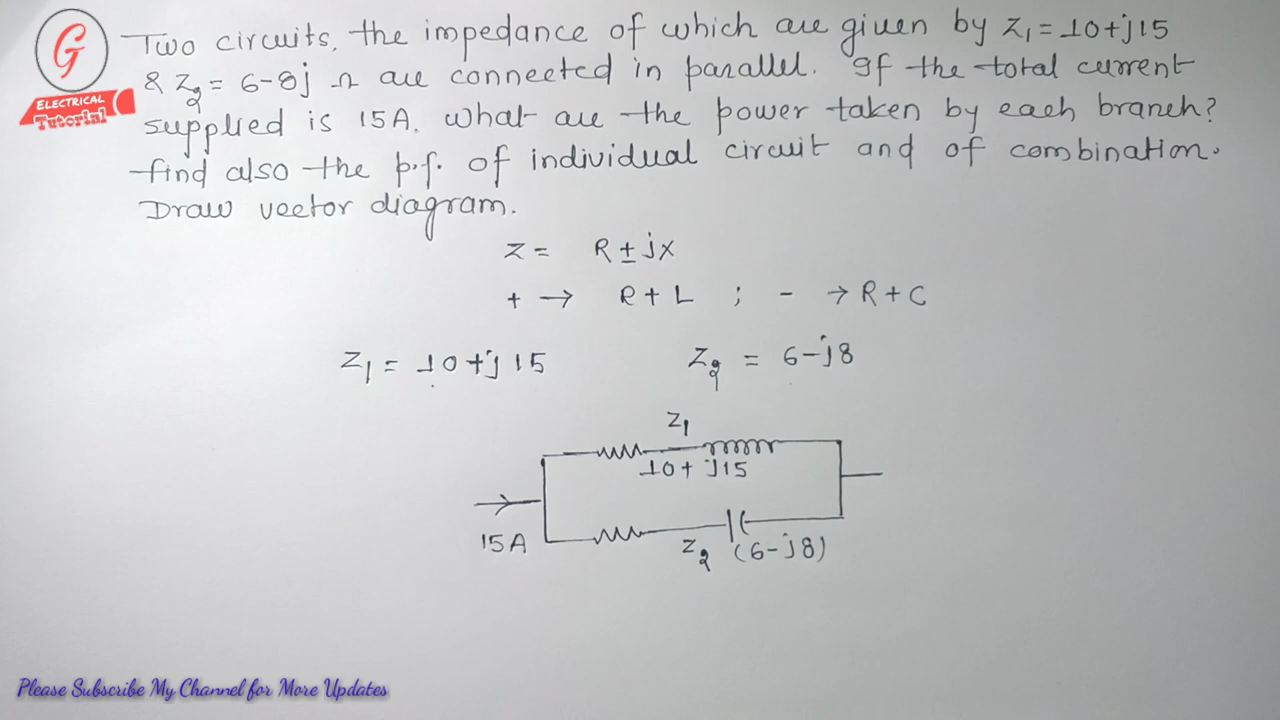 G
ELECTRICAL
Tutorial
Two circuits, the impedance of which are given by Z1 = 10+j15
& Z2 = 6-8j Ω are connected in parallel. If the total current
supplied is 15A. What are the power taken by each branch?
find also the p.f. of individual circuit and of combination.
Draw vector diagram.
Z = R ± jX
+ → R + L ; - → R + C
Z1 = 10+j15 Z2 = 6-j8
Z1
10+j15
15A
Z2 (6-j8)
Please Subscribe My Channel for More Updates